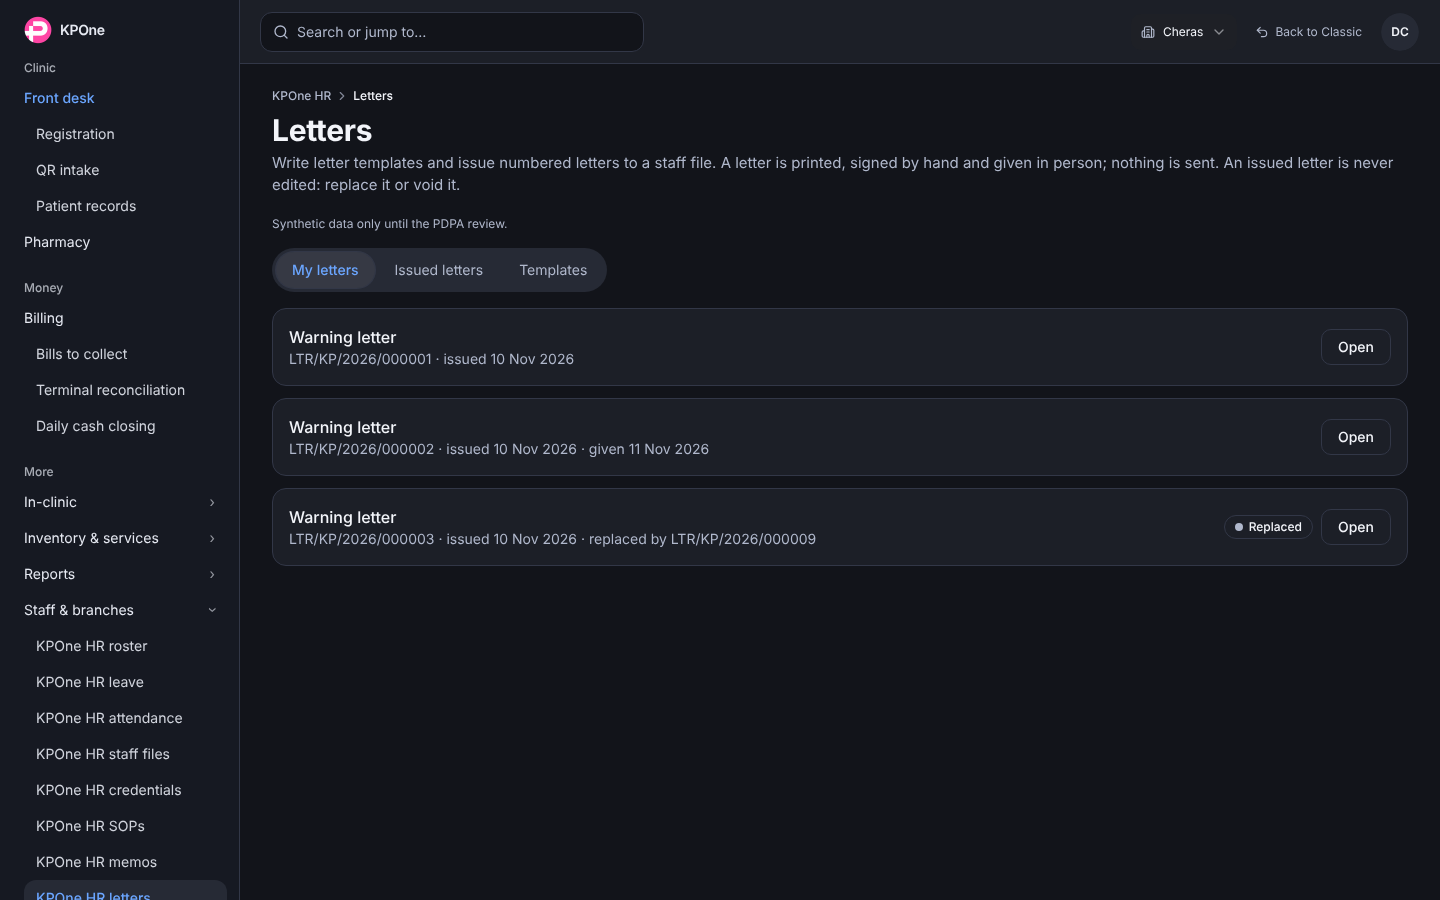 KPOne
Clinic
Front desk
Registration
QR intake
Patient records
Pharmacy
Money
Billing
Bills to collect
Terminal reconciliation
Daily cash closing
More
In-clinic
Inventory & services
Reports
Staff & branches
KPOne HR roster
KPOne HR leave
KPOne HR attendance
KPOne HR staff files
KPOne HR credentials
KPOne HR SOPs
KPOne HR memos
KPOne HR letters
Search or jump to...
Cheras
Back to Classic
DC
KPOne HR > Letters
Letters
Write letter templates and issue numbered letters to a staff file. A letter is printed, signed by hand and given in person; nothing is sent. An issued letter is never
edited: replace it or void it.
Synthetic data only until the PDPA review.
My letters Issued letters Templates
Warning letter
LTR/KP/2026/000001 · issued 10 Nov 2026
Open
Warning letter
LTR/KP/2026/000002 · issued 10 Nov 2026 · given 11 Nov 2026
Open
Warning letter
LTR/KP/2026/000003 · issued 10 Nov 2026 · replaced by LTR/KP/2026/000009
Replaced
Open